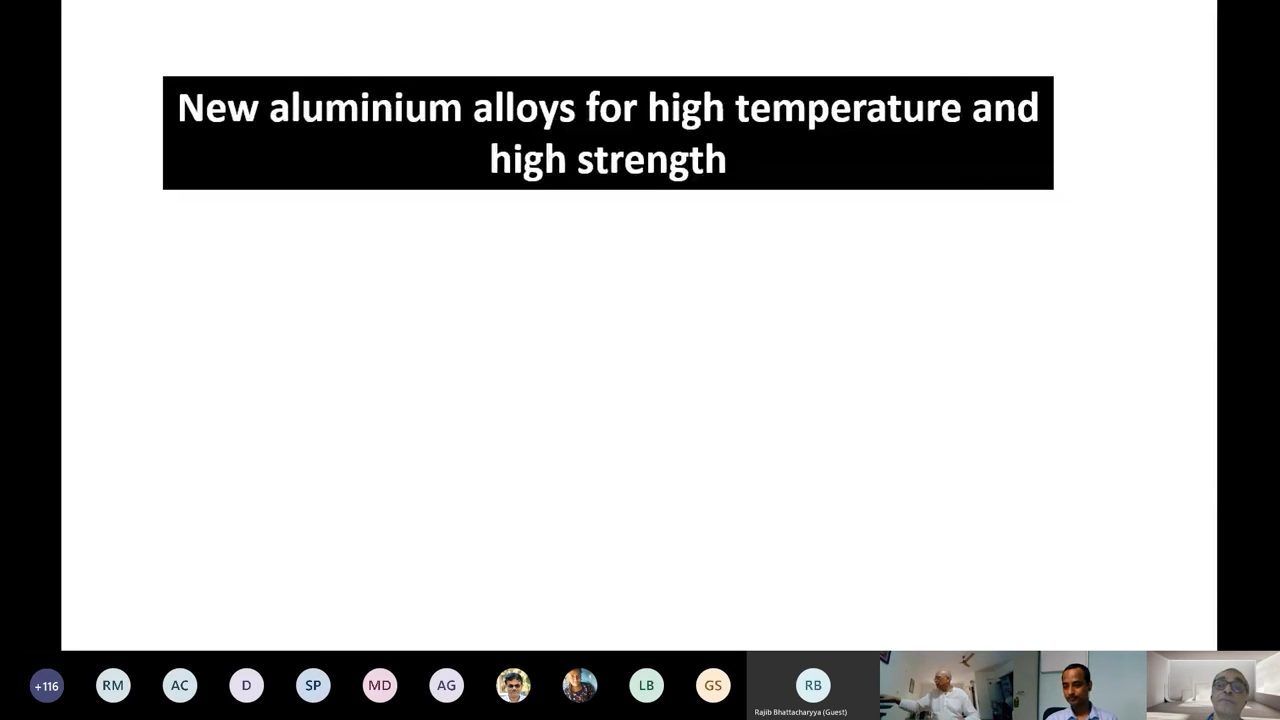 New aluminium alloys for high temperature and
high strength
+116
RM
AC
D
SP
MD
AG
LB
GS
RB
Rajib Bhattacharyya (Guest)